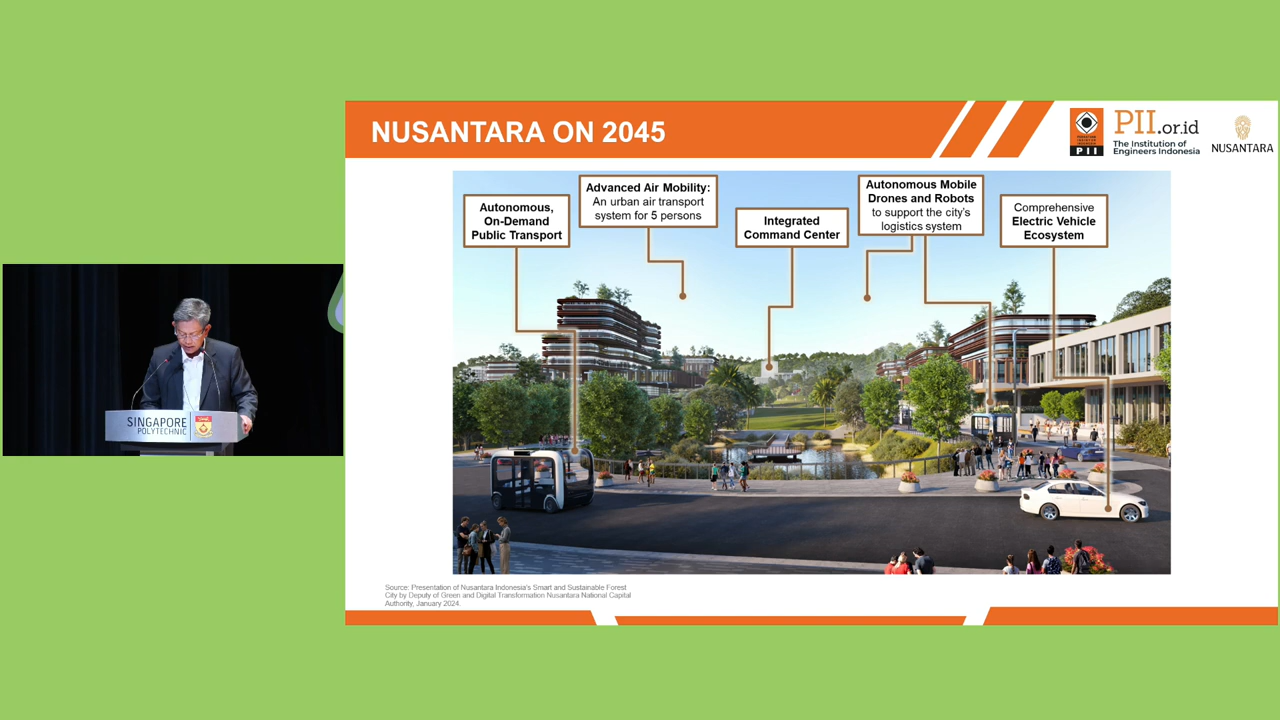 NUSANTARA ON 2045
PII
PII.or.id
The Institution of
Engineers Indonesia
NUSANTARA
Autonomous,
On-Demand
Public Transport
Advanced Air Mobility:
An urban air transport
system for 5 persons
Integrated
Command Center
Autonomous Mobile
Drones and Robots
to support the city's
logistics system
Comprehensive
Electric Vehicle
Ecosystem
SINGAPORE
POLYTECHNIC
Source: Presentation of Nusantara Indonesia's Smart and Sustainable Forest
City by Deputy of Green and Digital Transformation Nusantara National Capital
Authority, January 2024.